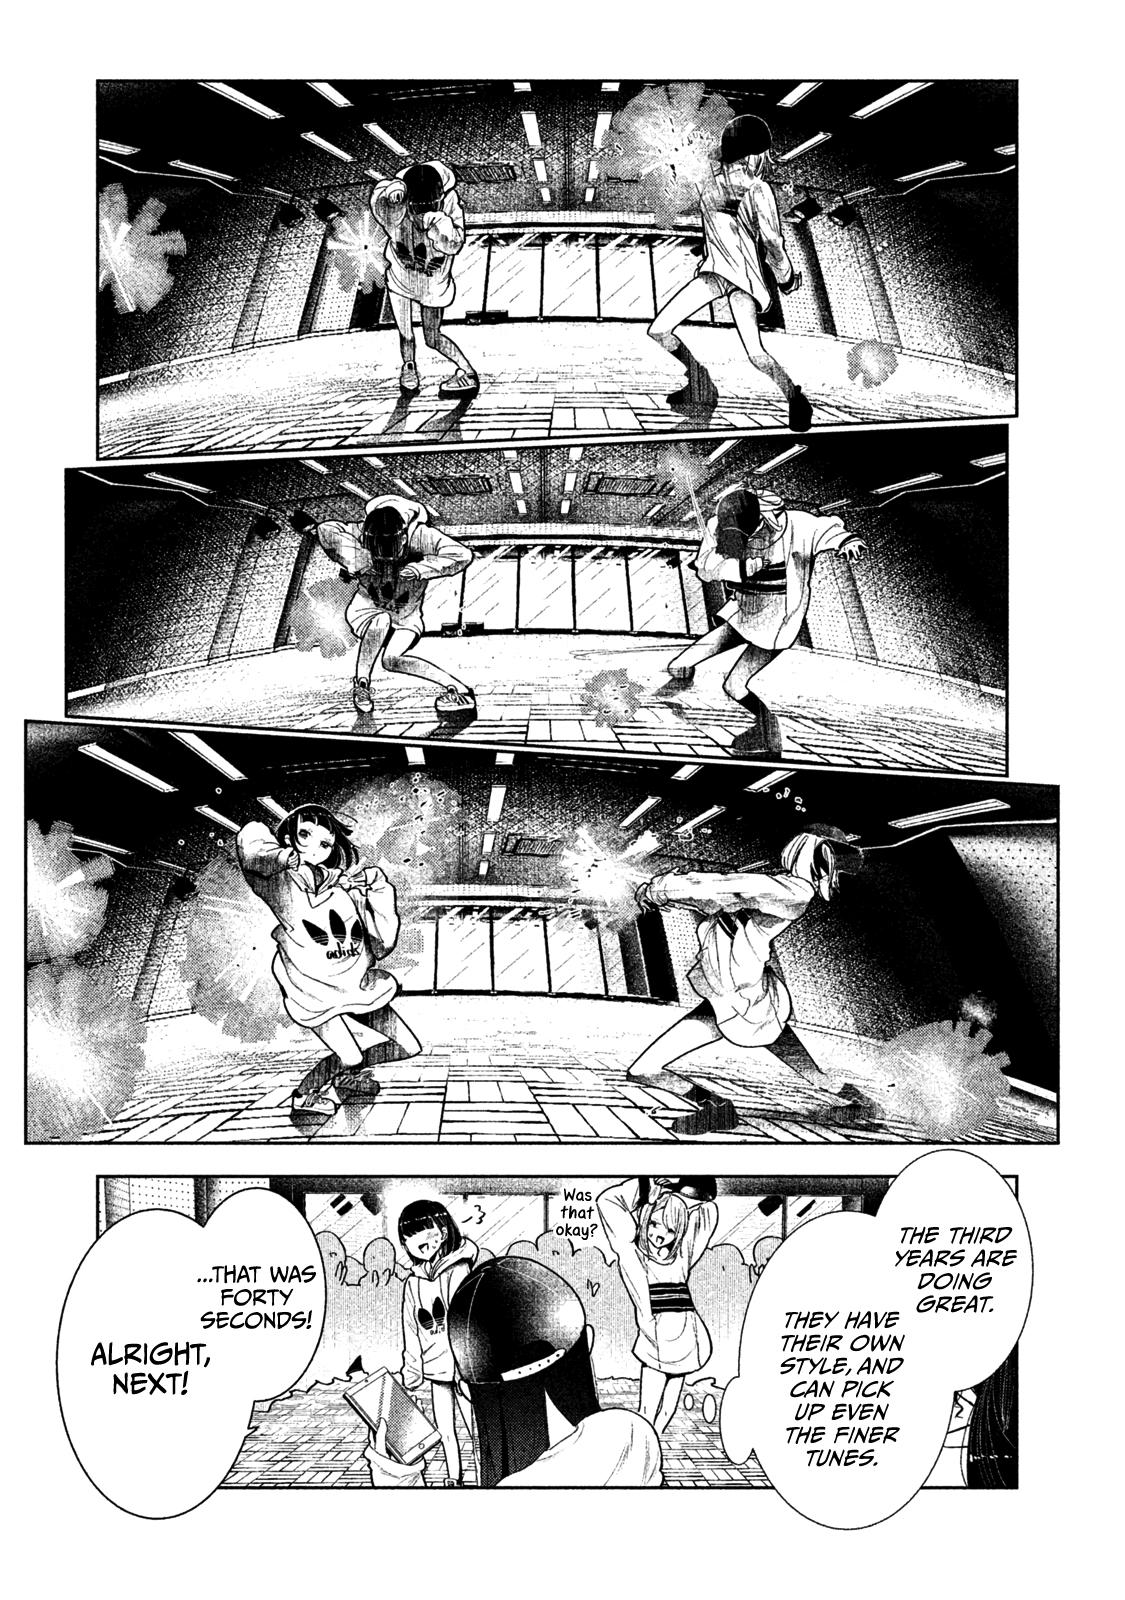 adidk
THE THIRD
YEARS ARE
DOING
GREAT.
THEY HAVE
THEIR OWN
STYLE, AND
CAN PICK
UP EVEN
THE FINER
TUNES.
Was
that
okay?
...THAT WAS
FORTY
SECONDS!
ALRIGHT,
NEXT!